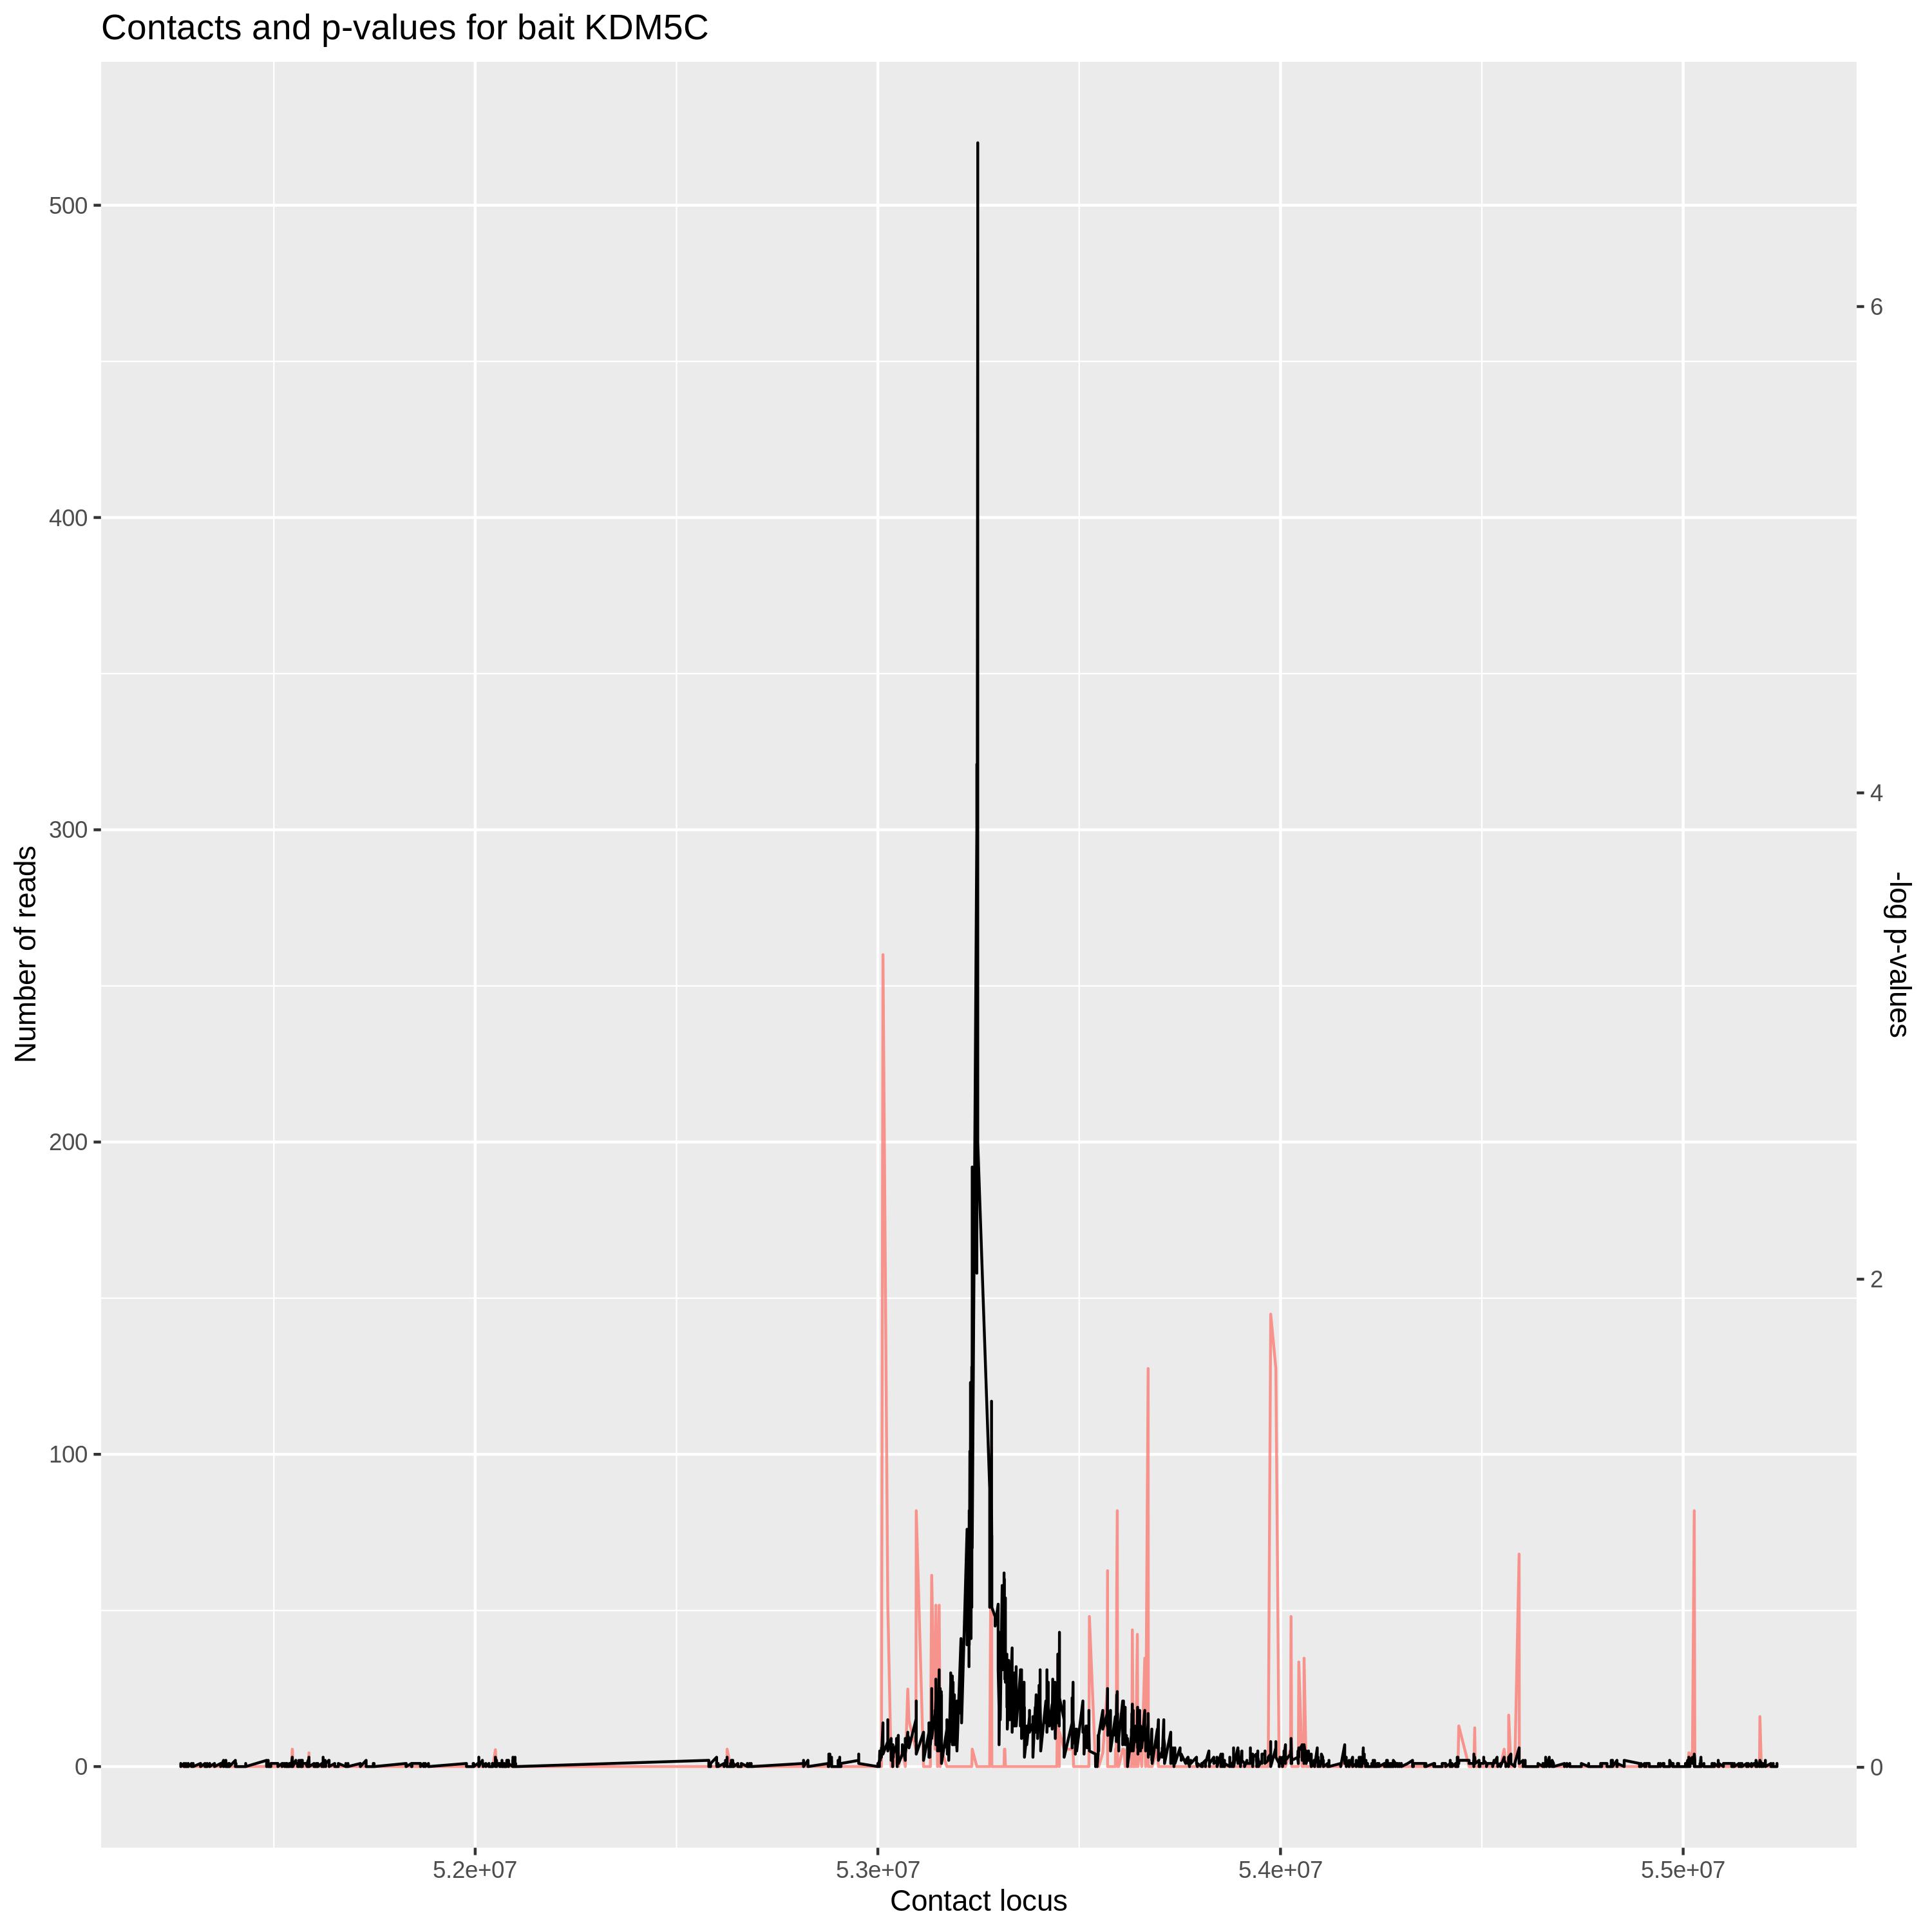 Contacts and p-values for bait KDM5C
500
400
300
200
100
0
Number of reads
6
4
2
0
-log p-values
5.2e+07
5.3e+07
5.4e+07
5.5e+07
Contact locus